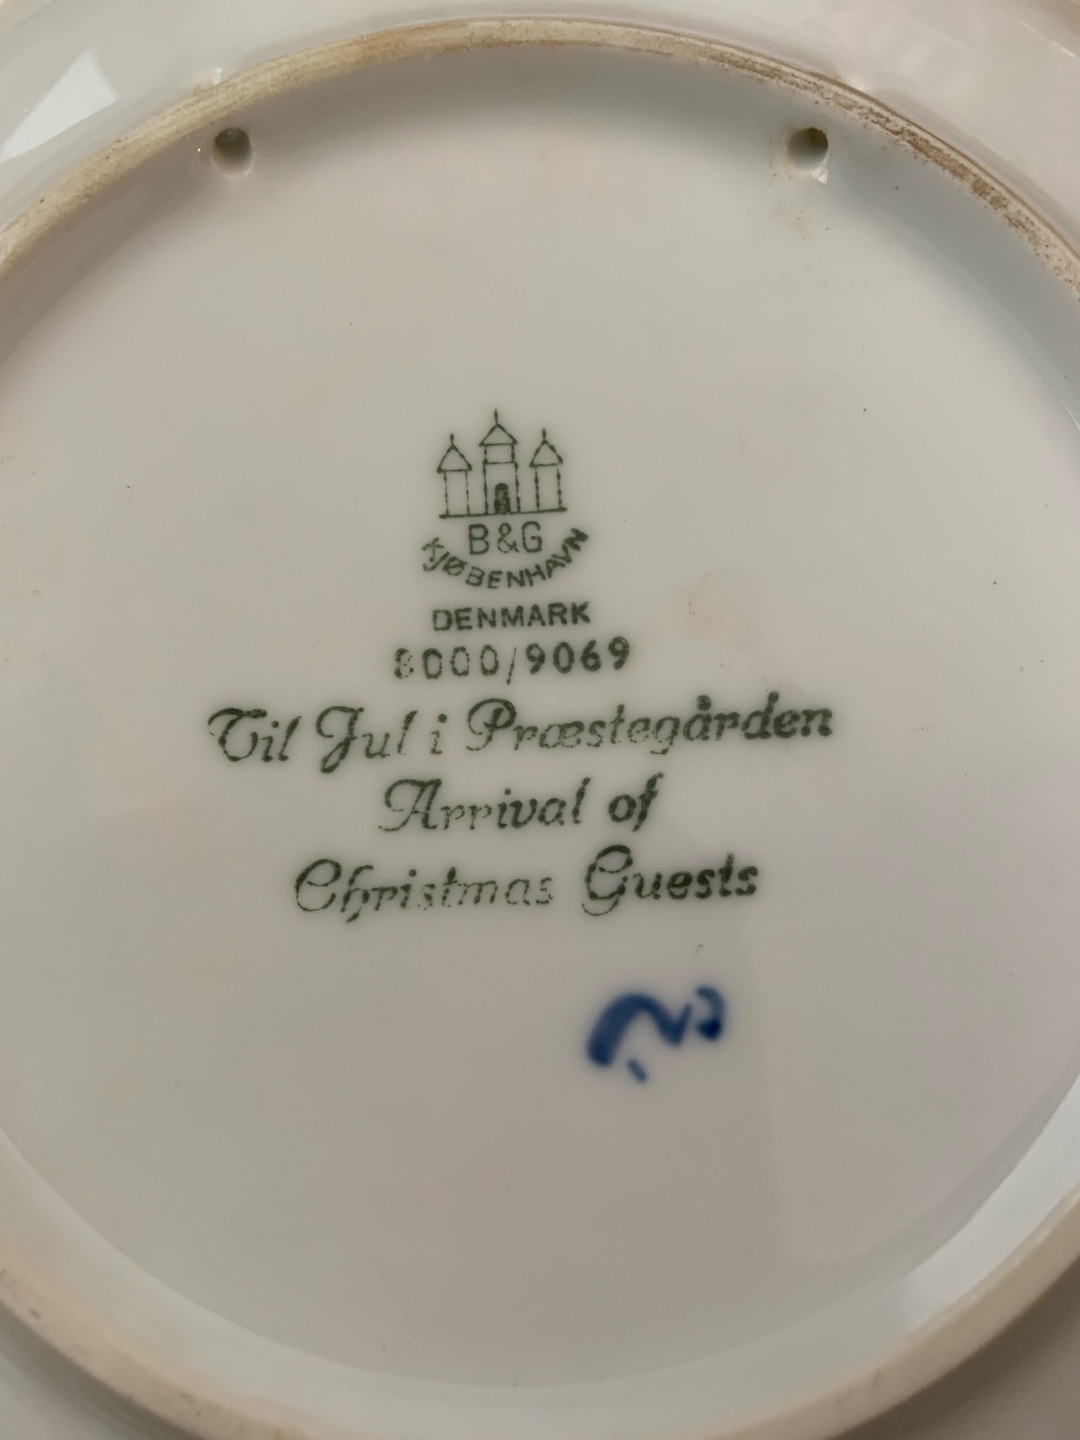 B&G
KJØBENHAVN
DENMARK
8000/9069
Til Jul i Præstegården
Arrival of
Christmas Guests